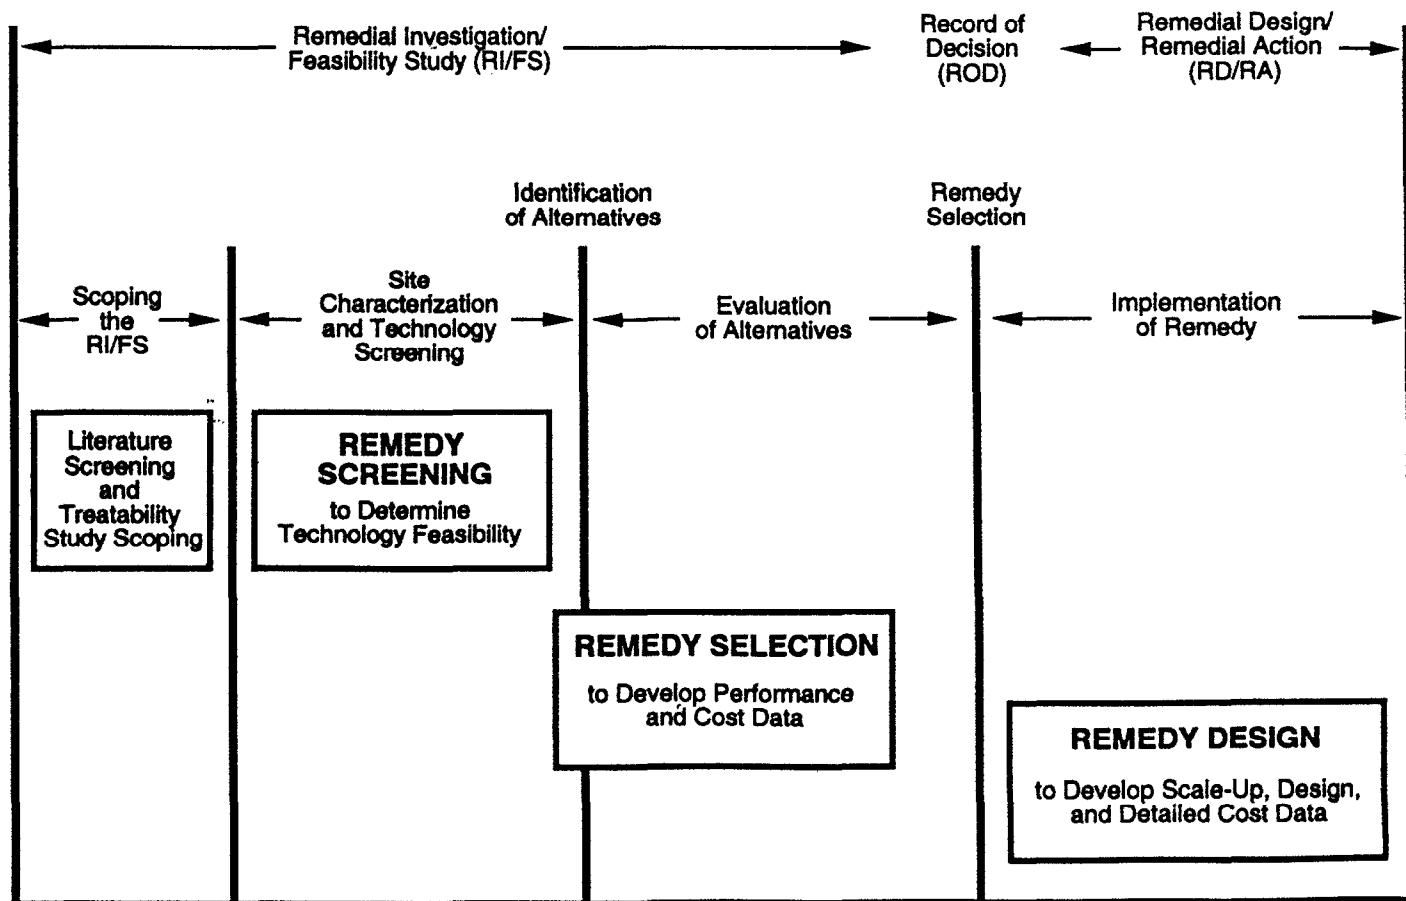 Remedial Investigation/
Feasibility Study (RI/FS)
Record of
Decision
(ROD)
Remedial Design/
Remedial Action
(RD/RA)
Identification
of Alternatives
Remedy
Selection
Scoping
the
RI/FS
Site
Characterization
and Technology
Screening
Evaluation
of Alternatives
Implementation
of Remedy
Literature
Screening
and
Treatability
Study Scoping
REMEDY
SCREENING
to Determine
Technology Feasibility
REMEDY SELECTION
to Develop Performance
and Cost Data
REMEDY DESIGN
to Develop Scale-Up, Design,
and Detailed Cost Data